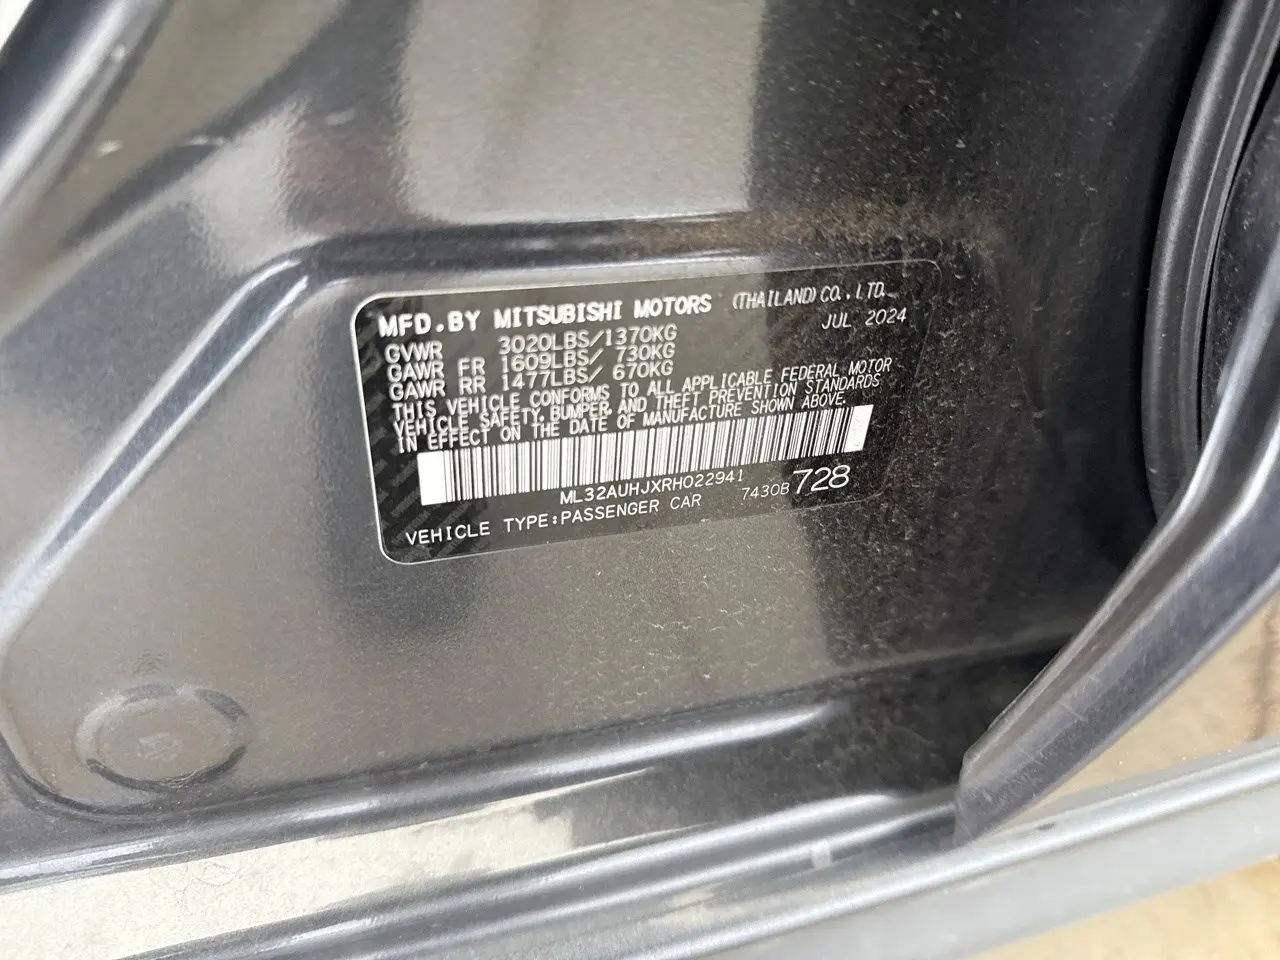 MFD.BY MITSUBISHI MOTORS (THAILAND) CO.,LTD.
JUL 2024
GVWR 3020LBS/1370KG
GAWR FR 1609LBS/ 730KG
GAWR RR 1477LBS/ 670KG
THIS VEHICLE CONFORMS TO ALL APPLICABLE FEDERAL MOTOR
VEHICLE SAFETY, BUMPER, AND THEFT PREVENTION STANDARDS
IN EFFECT ON THE DATE OF MANUFACTURE SHOWN ABOVE.
ML32AUHJXRH022941
VEHICLE TYPE:PASSENGER CAR 7430B 728